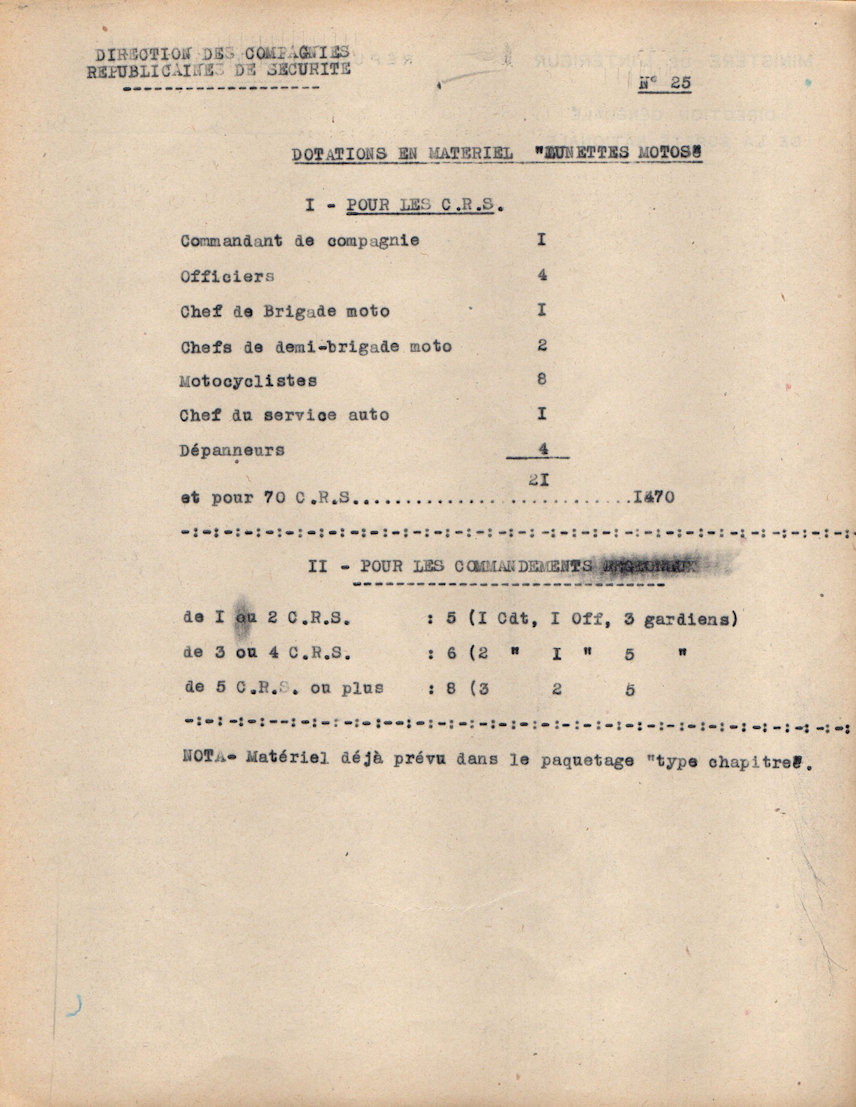 DIRECTION DES COMPAGNIES
REPUBLICAINES DE SECURITE
N° 25
DOTATIONS EN MATERIEL "LUNETTES MOTOS"
I - POUR LES C.R.S.
Commandant de compagnie I
Officiers 4
Chef de Brigade moto I
Chefs de demi-brigade moto 2
Motocyclistes 8
Chef du service auto I
Dépanneurs 4
2I
et pour 70 C.R.S...........................I470
II - POUR LES COMMANDEMENTS REGIONAUX
de I ou 2 C.R.S. : 5 (I Cdt, I Off, 3 gardiens)
de 3 ou 4 C.R.S. : 6 (2 " I " 5 "
de 5 C.R.S. ou plus : 8 (3 2 5
NOTA- Matériel déjà prévu dans le paquetage "type chapitre".